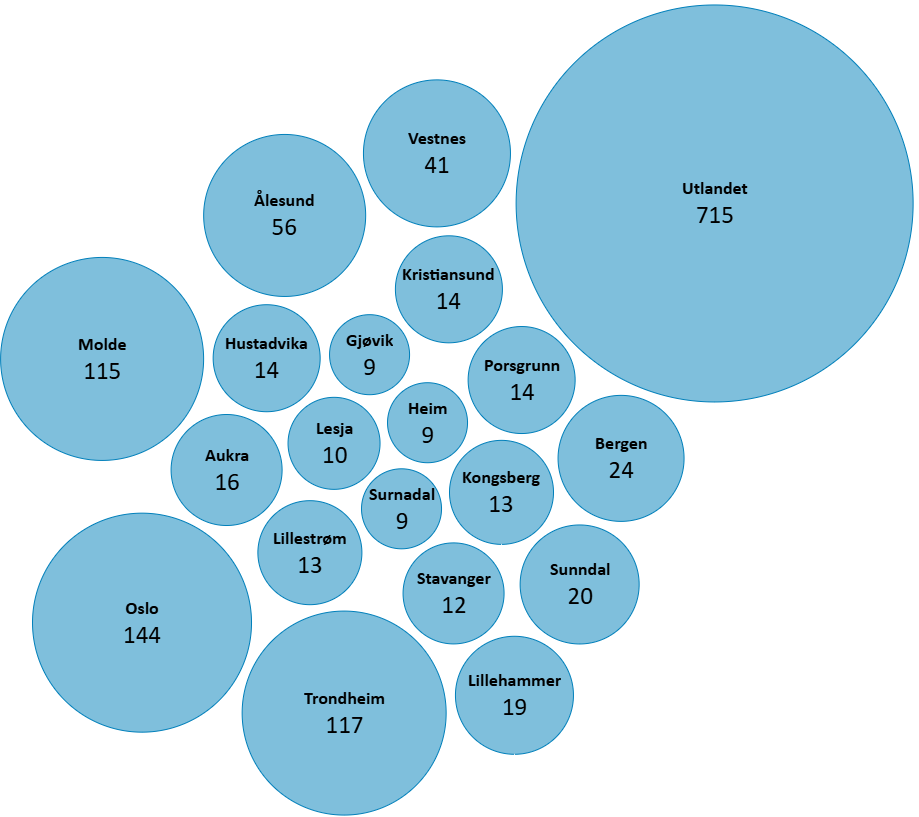 Vestnes
41
Utlandet
715
Ålesund
56
Kristiansund
14
Molde
115
Hustadvika
14
Gjøvik
9
Porsgrunn
14
Heim
9
Lesja
10
Bergen
24
Aukra
16
Kongsberg
13
Surnadal
9
Lillestrøm
13
Stavanger
12
Sunndal
20
Oslo
144
Trondheim
117
Lillehammer
19